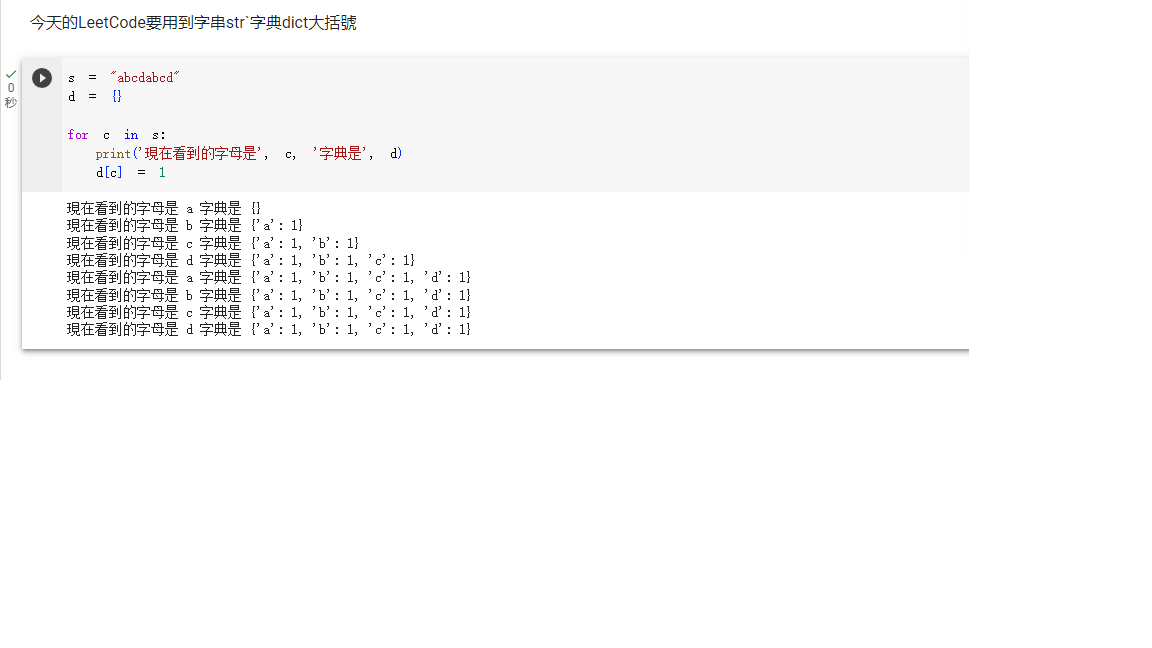 今天的LeetCode要用到字串str`字典dict大括號
s = "abcdabcd"
0
d = {}
秒
for c in s:
print('現在看到的字母是', c, '字典是', d)
d[c] = 1
現在看到的字母是 a 字典是 {}
現在看到的字母是 b 字典是 {'a': 1}
現在看到的字母是 c 字典是 {'a': 1, 'b': 1}
現在看到的字母是 d 字典是 {'a': 1, 'b': 1, 'c': 1}
現在看到的字母是 a 字典是 {'a': 1, 'b': 1, 'c': 1, 'd': 1}
現在看到的字母是 b 字典是 {'a': 1, 'b': 1, 'c': 1, 'd': 1}
現在看到的字母是 c 字典是 {'a': 1, 'b': 1, 'c': 1, 'd': 1}
現在看到的字母是 d 字典是 {'a': 1, 'b': 1, 'c': 1, 'd': 1}